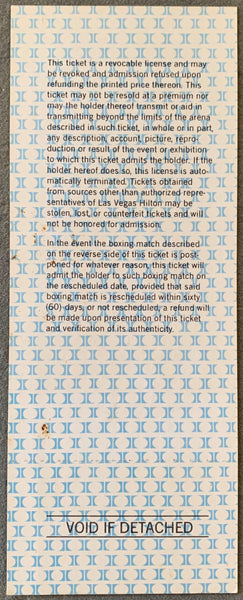 This ticket is a revocable license and may
be revoked and admission refused upon
refunding the printed price thereon. This
ticket may not be resold at a premium nor
may the holder thereof transmit or aid in
transmitting beyond the limits of the arena
described in such ticket, in whole or in part,
any description, account, picture, repro-
duction or result of the event or exhibition
to which this ticket admits the holder. If the
holder hereof does so, this license is auto-
matically terminated. Tickets obtained
from sources other than authorized repre-
sentatives of Las Vegas Hilton may be
stolen, lost, or counterfeit tickets and will
not be honored for admission.
In the event the boxing match described
on the reverse side of this ticket is post-
poned for whatever reason, this ticket will
admit the holder to such boxing match on
the rescheduled date, provided that said
boxing match is rescheduled within sixty
(60) days, or not rescheduled, a refund will
be made upon presentation of this ticket
and verification of its authenticity.
VOID IF DETACHED